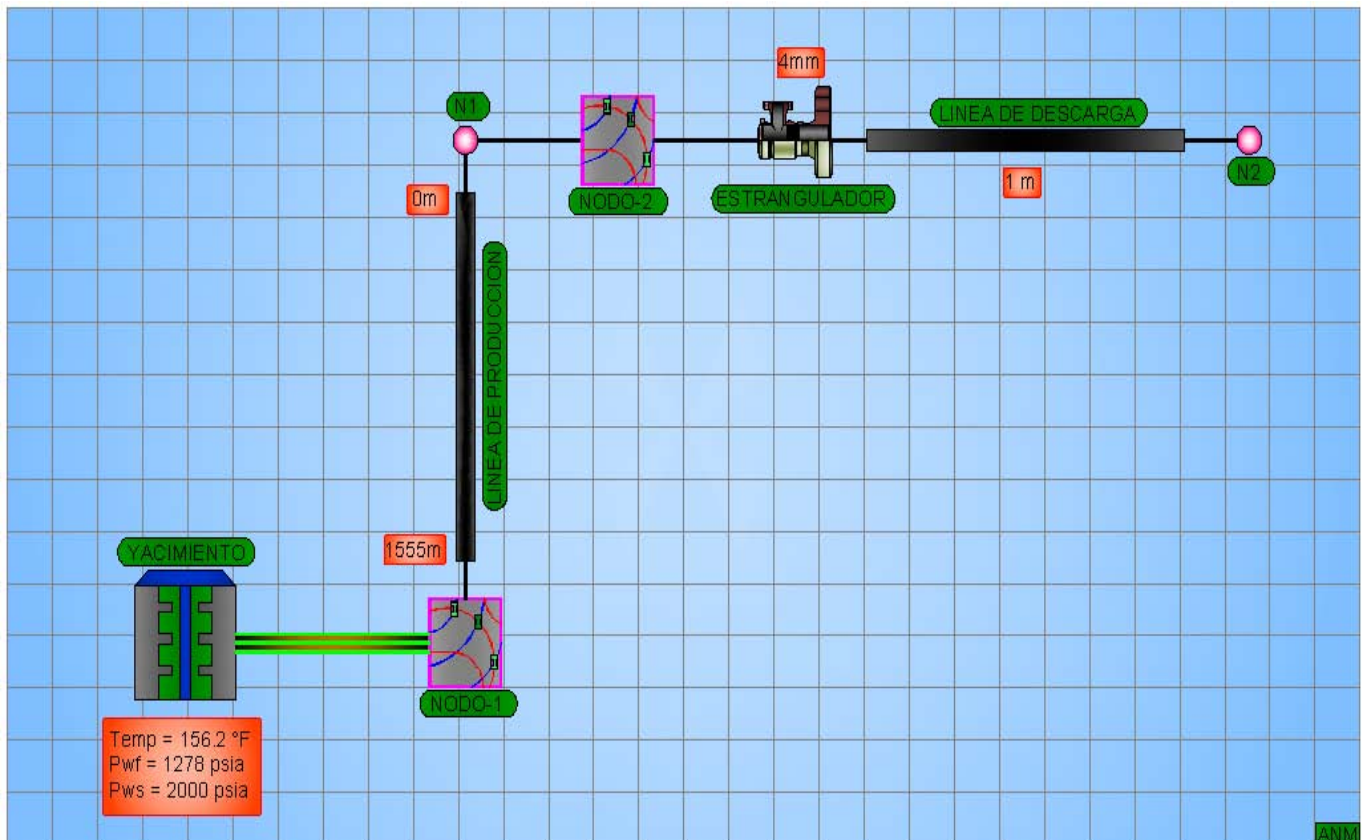 4mm
N1
LINEA DE DESCARGA
N2
0m
NODO-2
ESTRANGULADOR
1 m
LINEA DE PRODUCCION
1555m
YACIMIENTO
NODO-1
Temp = 156.2 °F
Pwf = 1278 psia
Pws = 2000 psia
ANM